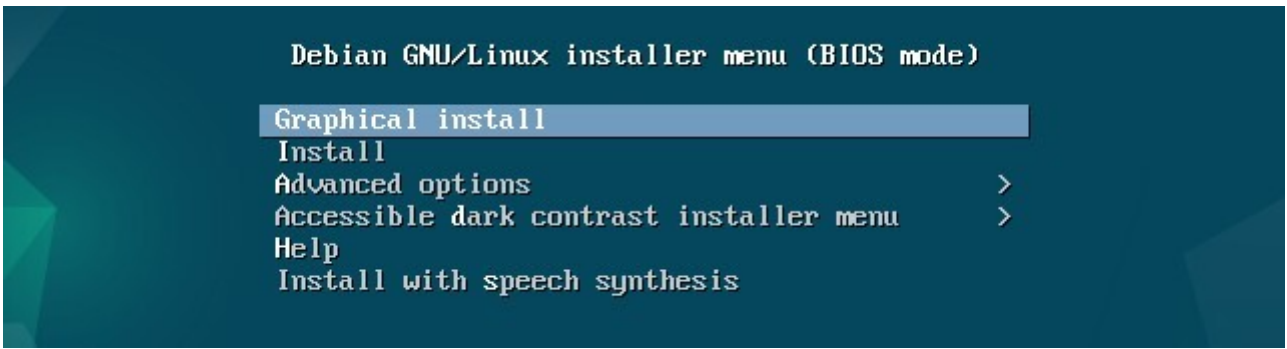 Debian GNU/Linux installer menu (BIOS mode)
Graphical install
Install
Advanced options >
Accessible dark contrast installer menu >
Help
Install with speech synthesis